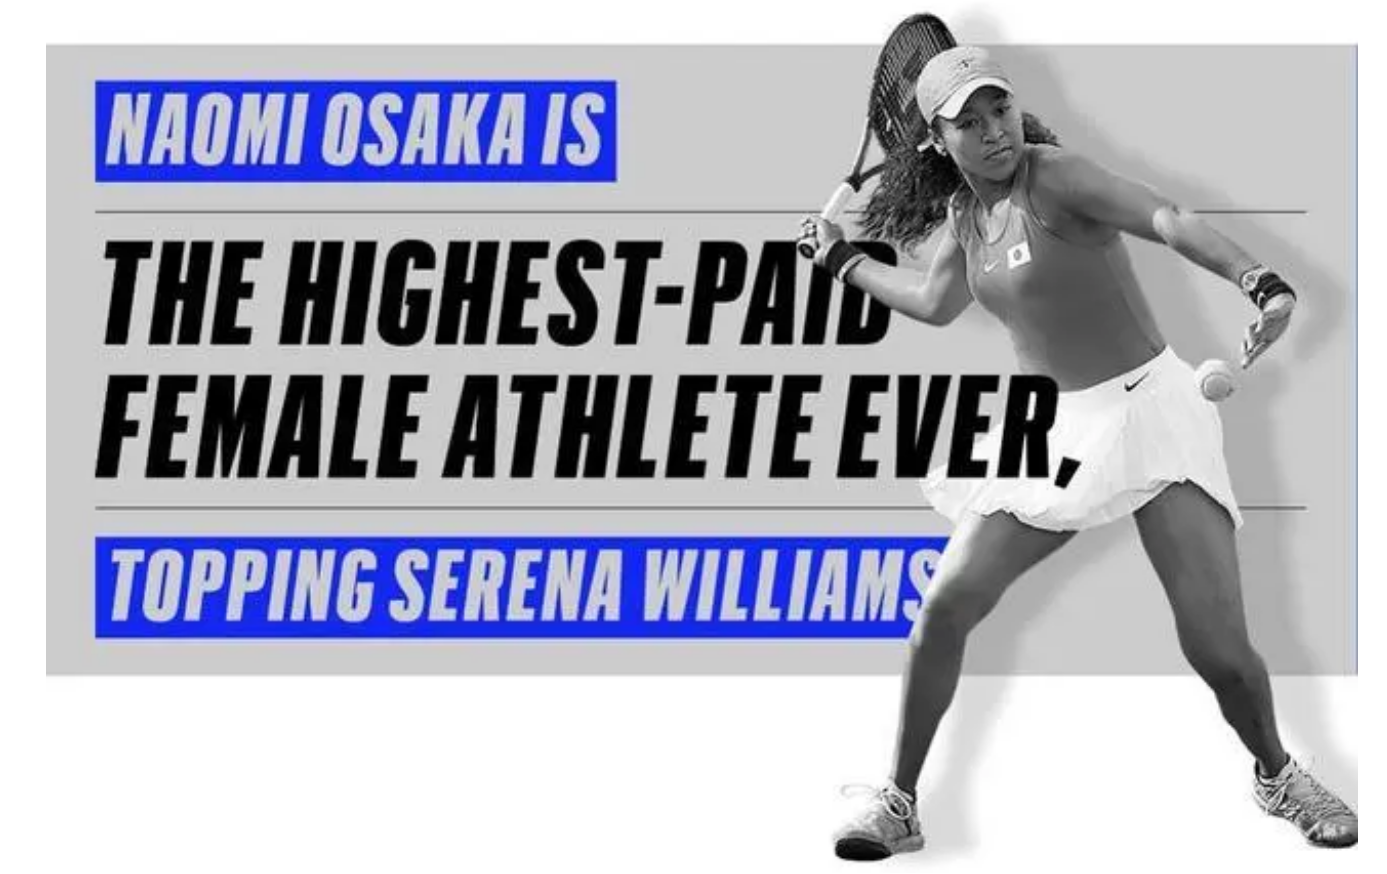 NAOMI OSAKA IS
THE HIGHEST-PAID
FEMALE ATHLETE EVER,
TOPPING SERENA WILLIAMS